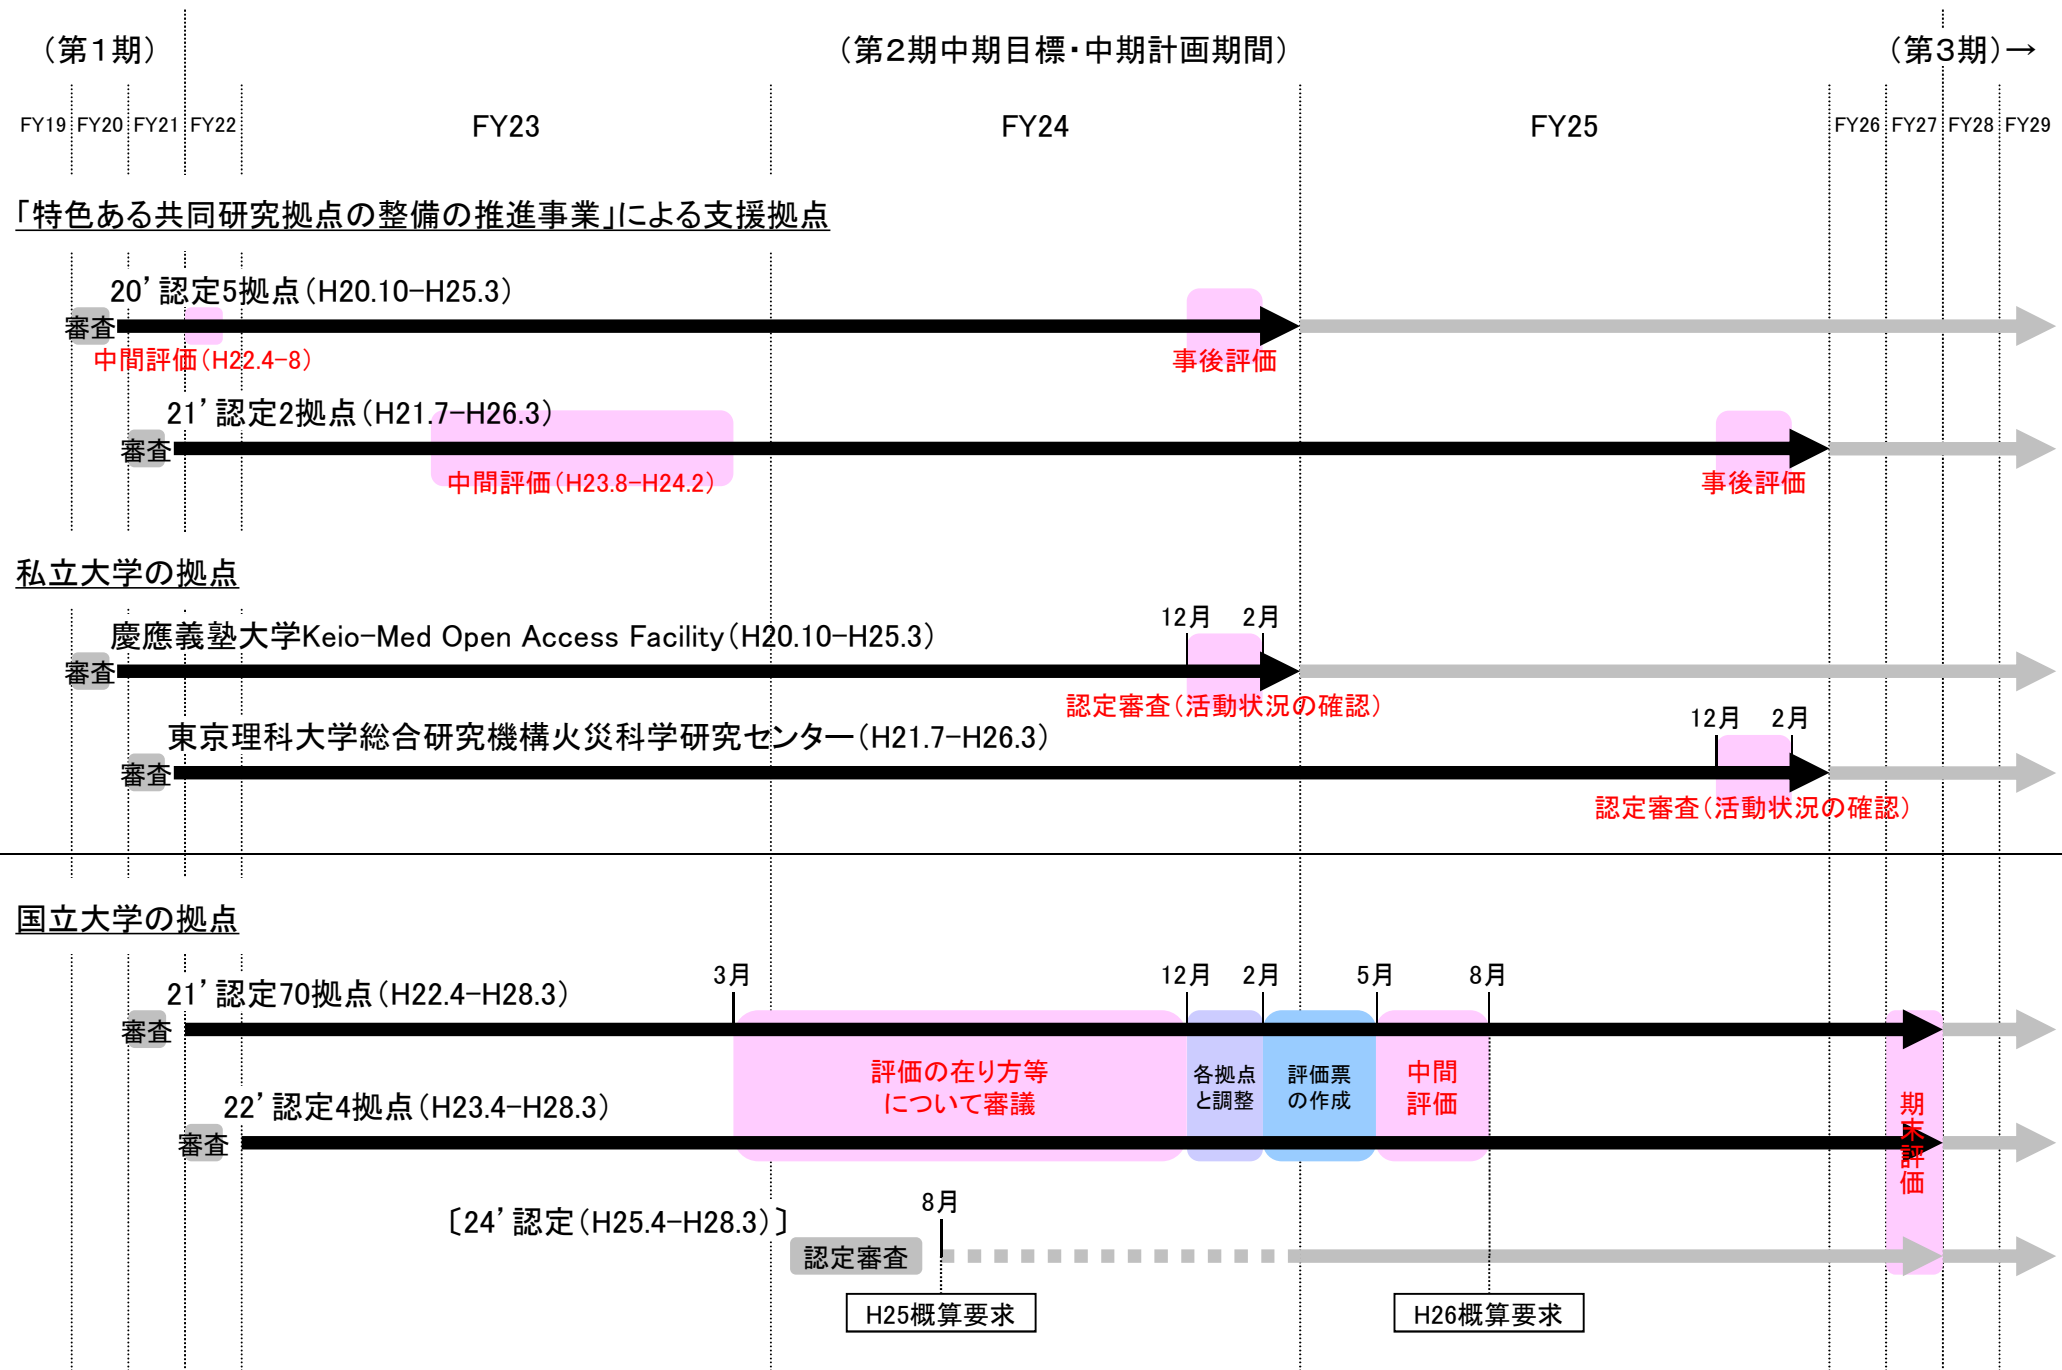 （第１期）
（第２期中期目標・中期計画期間）
（第３期）→
FY19
FY20
FY21
FY22
FY23
FY24
FY25
FY26
FY27
FY28
FY29
「特色ある共同研究拠点の整備の推進事業」による支援拠点
20’認定5拠点（H20.10−H25.3）
審査
中間評価（H22.4−8）
事後評価
21’認定2拠点（H21.7−H26.3）
審査
中間評価（H23.8−H24.2）
事後評価
私立大学の拠点
12月
2月
慶應義塾大学Keio−Med Open Access Facility（H20.10−H25.3）
審査
認定審査（活動状況の確認）
12月
2月
東京理科大学総合研究機構火災科学研究センター（H21.7−H26.3）
審査
認定審査（活動状況の確認）
国立大学の拠点
3月
12月
2月
5月
8月
21’認定70拠点（H22.4−H28.3）
審査
評価の在り方等
について審議
各拠点
と調整
評価票
の作成
中間
評価
期末評価
22’認定4拠点（H23.4−H28.3）
審査
8月
〔24’認定（H25.4−H28.3）〕
認定審査
H25概算要求
H26概算要求